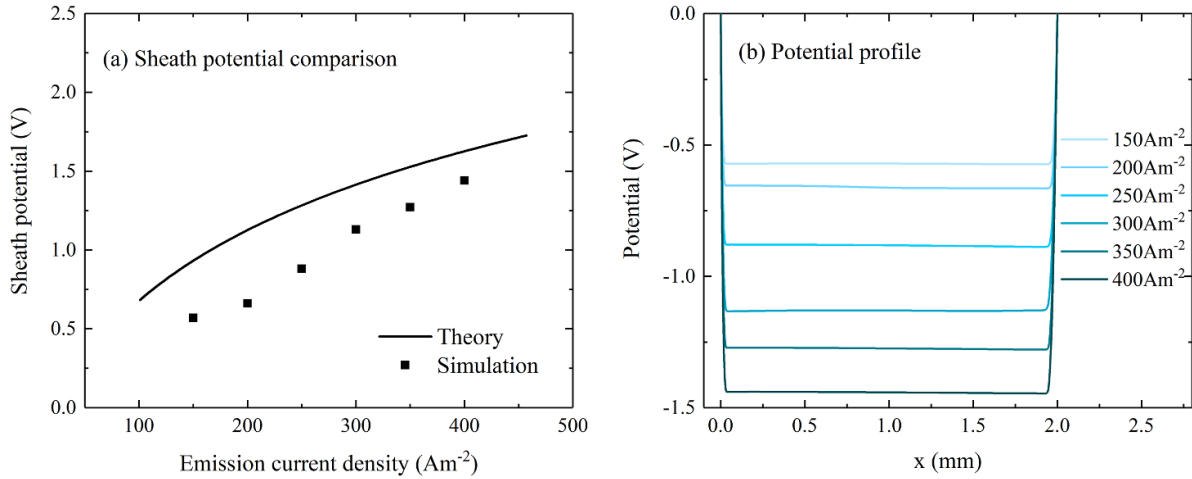 (a) Sheath potential comparison
2.5
2.0
1.5
1.0
0.5
0.0
Sheath potential (V)
Theory
Simulation
100 200 300 400 500
Emission current density (Am⁻²)
(b) Potential profile
0.0
-0.5
-1.0
-1.5
Potential (V)
150Am⁻²
200Am⁻²
250Am⁻²
300Am⁻²
350Am⁻²
400Am⁻²
0.0 0.5 1.0 1.5 2.0 2.5
x (mm)